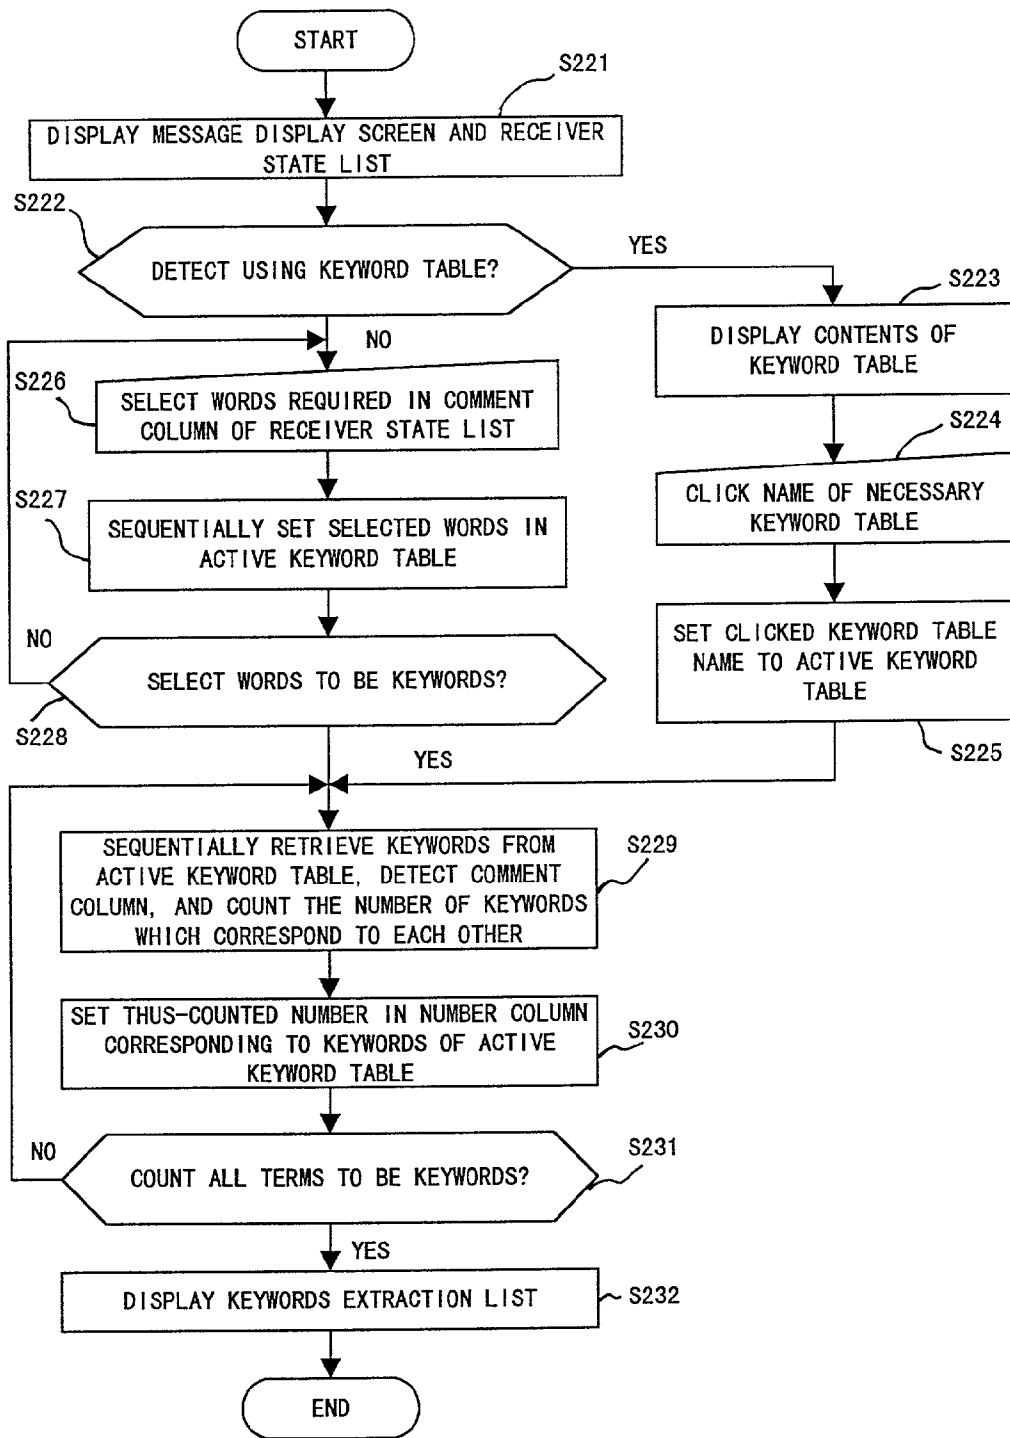 START
S221
DISPLAY MESSAGE DISPLAY SCREEN AND RECEIVER
STATE LIST
S222
DETECT USING KEYWORD TABLE?
YES
NO
S223
DISPLAY CONTENTS OF
KEYWORD TABLE
S224
CLICK NAME OF NECESSARY
KEYWORD TABLE
SET CLICKED KEYWORD TABLE
NAME TO ACTIVE KEYWORD
TABLE
S225
S226
SELECT WORDS REQUIRED IN COMMENT
COLUMN OF RECEIVER STATE LIST
S227
SEQUENTIALLY SET SELECTED WORDS IN
ACTIVE KEYWORD TABLE
NO
SELECT WORDS TO BE KEYWORDS?
S228
YES
SEQUENTIALLY RETRIEVE KEYWORDS FROM
ACTIVE KEYWORD TABLE, DETECT COMMENT
COLUMN, AND COUNT THE NUMBER OF KEYWORDS
WHICH CORRESPOND TO EACH OTHER
S229
SET THUS-COUNTED NUMBER IN NUMBER COLUMN
CORRESPONDING TO KEYWORDS OF ACTIVE
KEYWORD TABLE
S230
NO
COUNT ALL TERMS TO BE KEYWORDS?
S231
YES
DISPLAY KEYWORDS EXTRACTION LIST
S232
END